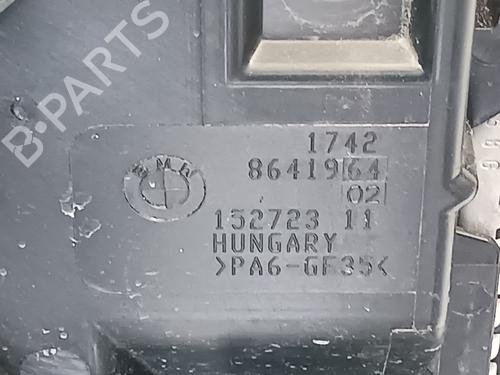 B-PARTS
1742
8641964
02
BMW
152723 11
HUNGARY
>PA6-GF35<